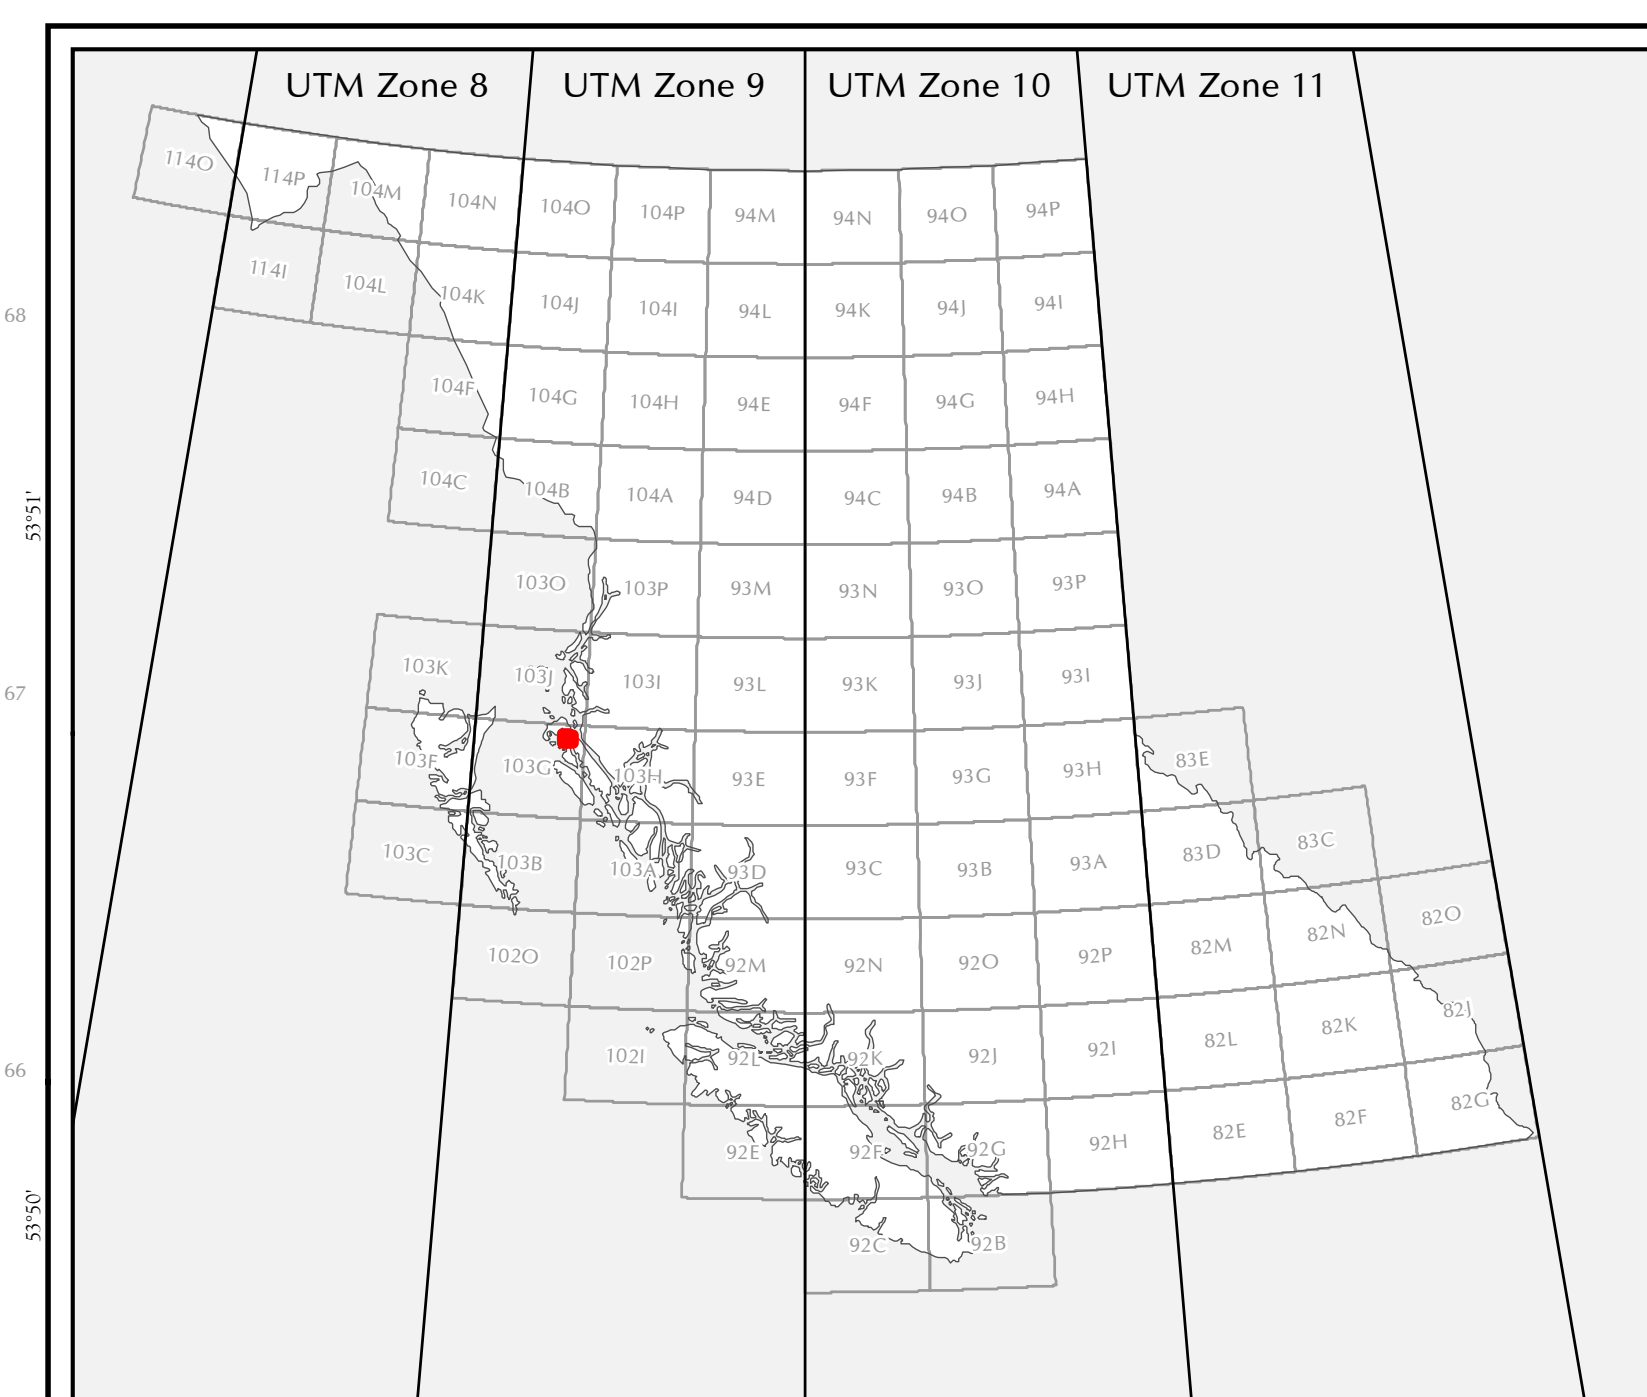 UTM Zone 8 UTM Zone 9 UTM Zone 10 UTM Zone 11
114O 114P 104M 104N 104O 104P 94M 94N 94O 94P
114I 104L 104K 104J 104I 94L 94K 94J 94I
68
104F 104G 104H 94E 94F 94G 94H
104C 104B 104A 94D 94C 94B 94A
53°51'
103O 103P 93M 93N 93O 93P
103K 103J 103I 93L 93K 93J 93I
67
103F 103G 103H 93E 93F 93G 93H 83E
103C 103B 103A 93D 93C 93B 93A 83D 83C
102O 102P 92M 92N 92O 92P 82M 82N 82O
102I 92L 92K 92J 92I 82L 82K 82J
66
92E 92F 92G 92H 82E 82F 82G
53°50'
92C 92B